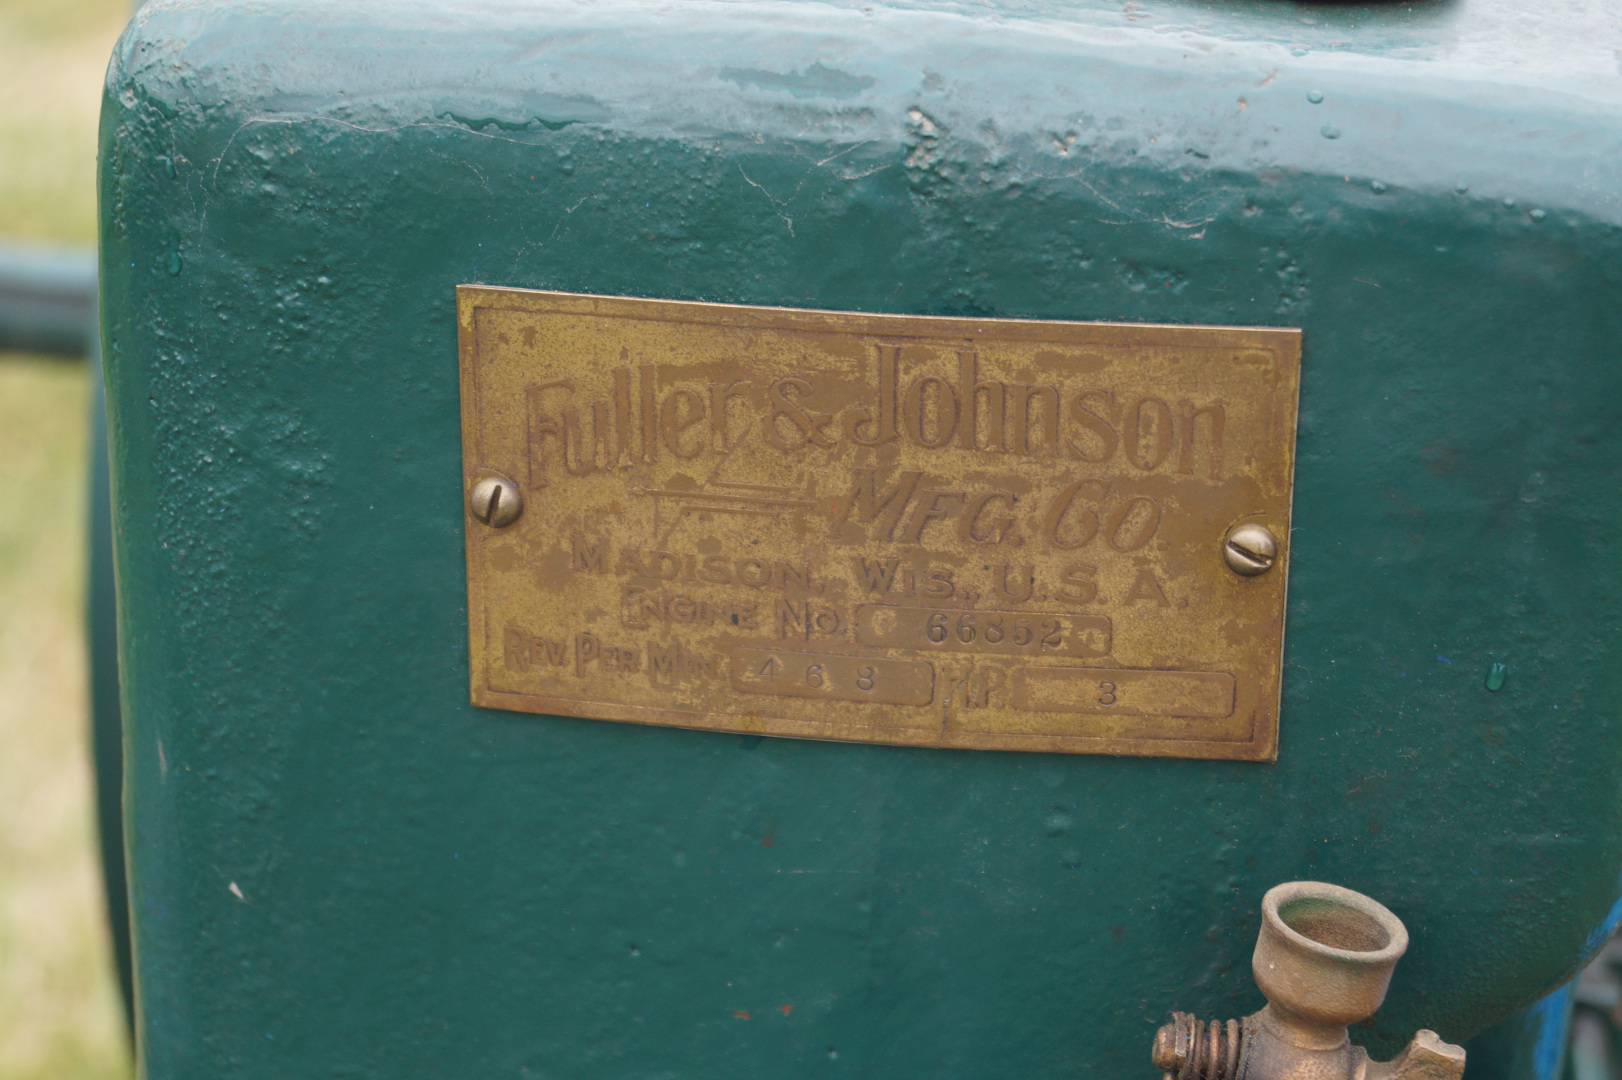 Fuller & Johnson
MFG. CO.
MADISON, WIS., U.S.A.
ENGINE NO. 66852
REV. PER MIN. 468 H.P. 3